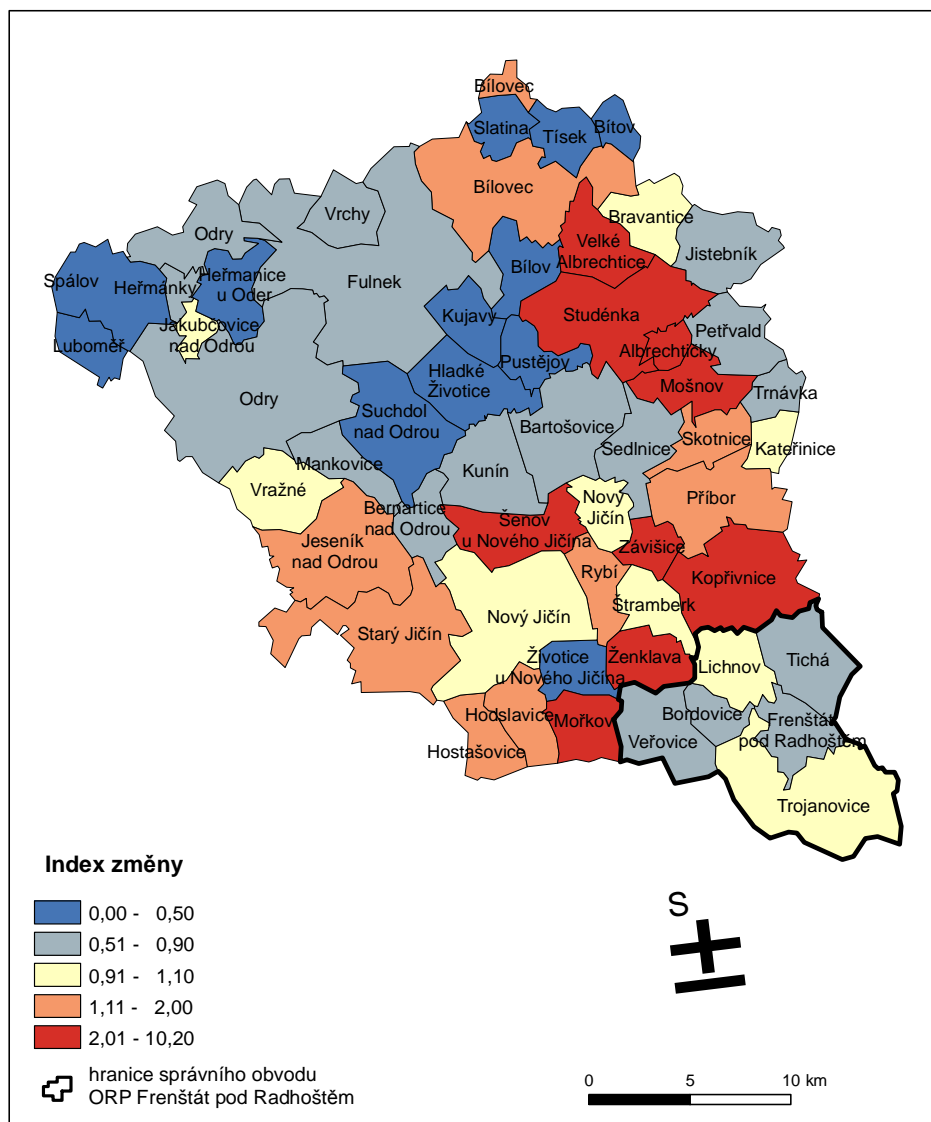 Bílovec
Slatina
Tísek
Bítov
Bílovec
Bravantice
Vrchy
Odry
Velké
Albrechtice
Jistebník
Spálov
Heřmánky
Heřmanice
u Oder
Fulnek
Bílov
Studénka
Kujavy
Jakubčovice
nad Odrou
Petřvald
Luboměř
Albrechtičky
Pustějov
Hladké
Životice
Mošnov
Trnávka
Odry
Suchdol
nad Odrou
Bartošovice
Skotnice
Sedlnice
Kateřinice
Mankovice
Kunín
Vražné
Nový
Jičín
Příbor
Bernartice
nad Odrou
Šenov
u Nového Jičína
Jeseník
nad Odrou
Závišice
Rybí
Kopřivnice
Štramberk
Nový Jičín
Starý Jičín
Životice
u Nového Jičína
Ženklava
Lichnov
Tichá
Hodslavice
Mořkov
Bordovice
Frenštát
pod Radhoštěm
Veřovice
Hostašovice
Trojanovice
Index změny
0,00 - 0,50
0,51 - 0,90
0,91 - 1,10
1,11 - 2,00
2,01 - 10,20
hranice správního obvodu
ORP Frenštát pod Radhoštěm
S
0 5 10 km